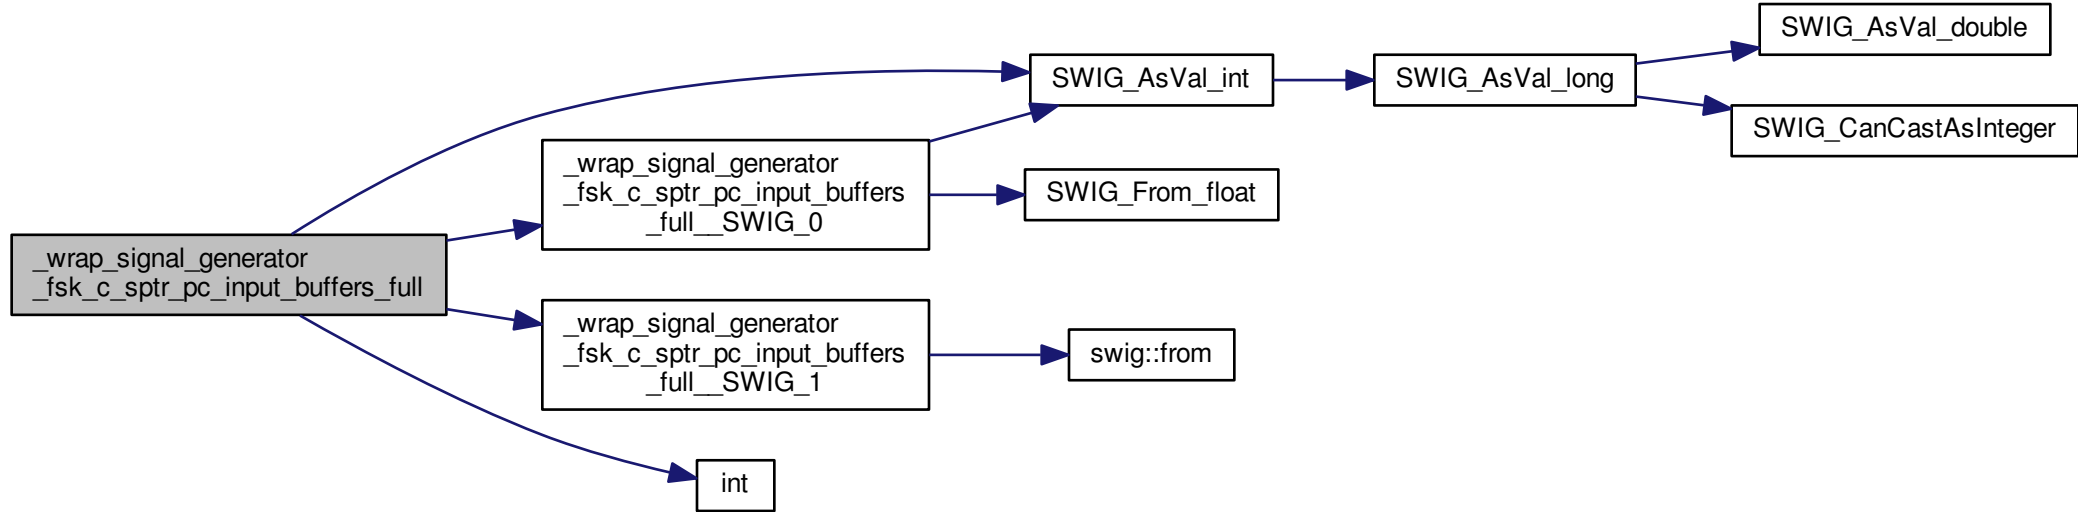 _wrap_signal_generator
_fsk_c_sptr_pc_input_buffers_full
_wrap_signal_generator
_fsk_c_sptr_pc_input_buffers
_full__SWIG_0
_wrap_signal_generator
_fsk_c_sptr_pc_input_buffers
_full__SWIG_1
int
SWIG_AsVal_int
SWIG_From_float
swig::from
SWIG_AsVal_long
SWIG_AsVal_double
SWIG_CanCastAsInteger